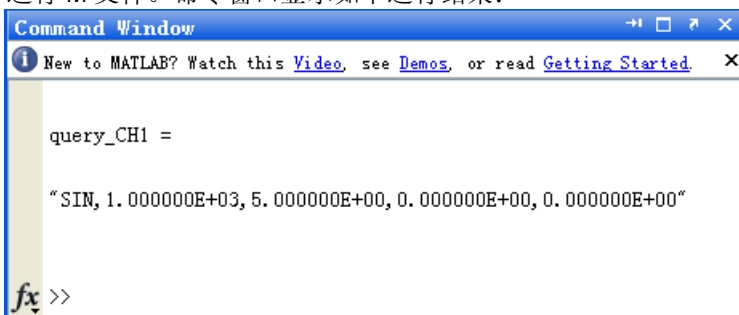 Command Window
New to MATLAB? Watch this Video, see Demos, or read Getting Started.
query_CH1 =
"SIN,1.000000E+03,5.000000E+00,0.000000E+00,0.000000E+00"
fx >>